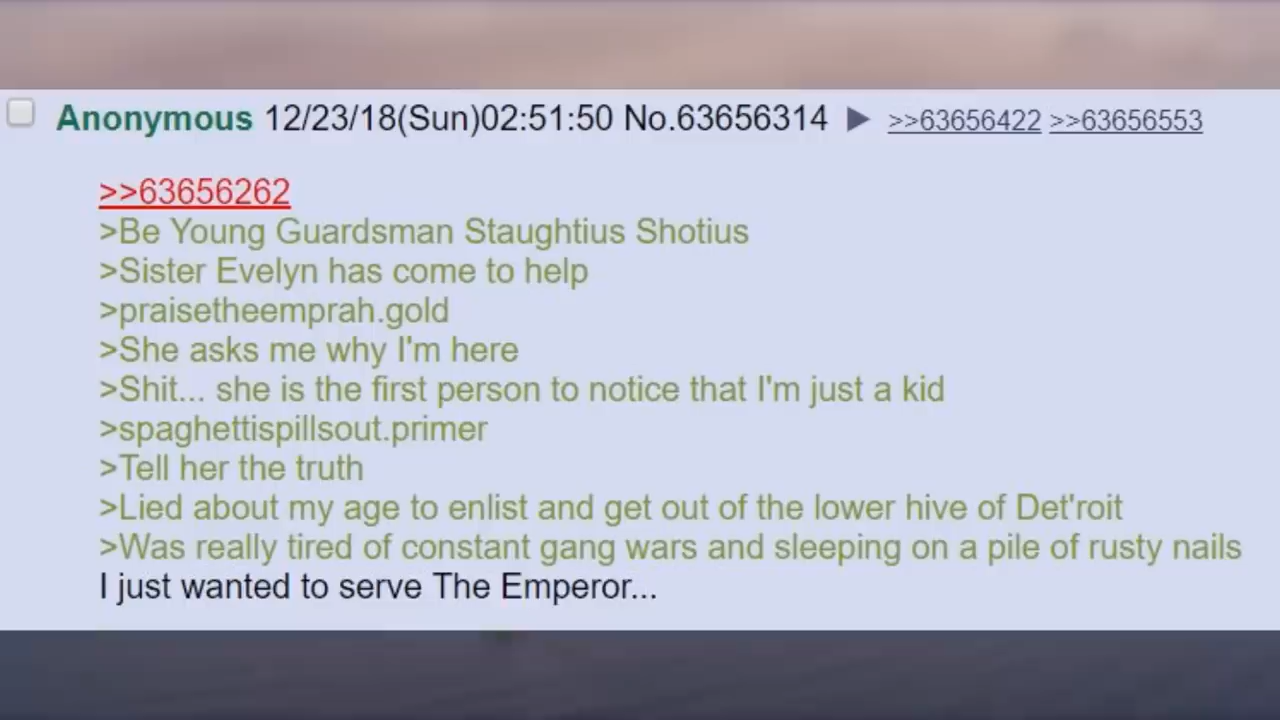 Anonymous 12/23/18(Sun)02:51:50 No.63656314 ▶ >>63656422 >>63656553
>>63656262
>Be Young Guardsman Staughtius Shotius
>Sister Evelyn has come to help
>praisetheemprah.gold
>She asks me why I'm here
>Shit... she is the first person to notice that I'm just a kid
>spaghettispillsout.primer
>Tell her the truth
>Lied about my age to enlist and get out of the lower hive of Det'roit
>Was really tired of constant gang wars and sleeping on a pile of rusty nails
I just wanted to serve The Emperor...